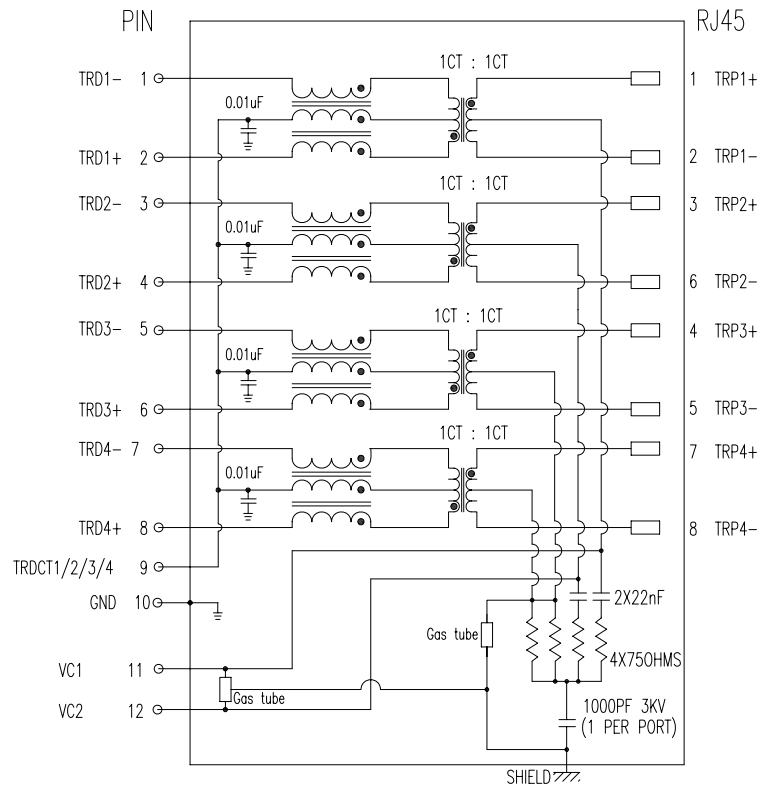 PIN RJ45
1CT : 1CT
TRD1- 1 1 TRP1+
0.01uF
TRD1+ 2 2 TRP1-
1CT : 1CT
TRD2- 3 3 TRP2+
0.01uF
TRD2+ 4 6 TRP2-
1CT : 1CT
TRD3- 5 4 TRP3+
0.01uF
TRD3+ 6 5 TRP3-
1CT : 1CT
TRD4- 7 7 TRP4+
0.01uF
TRD4+ 8 8 TRP4-
TRDCT1/2/3/4 9
GND 10
2X22nF
Gas tube
4X75OHMS
VC1 11
Gas tube
VC2 12
1000PF 3KV
(1 PER PORT)
SHIELD